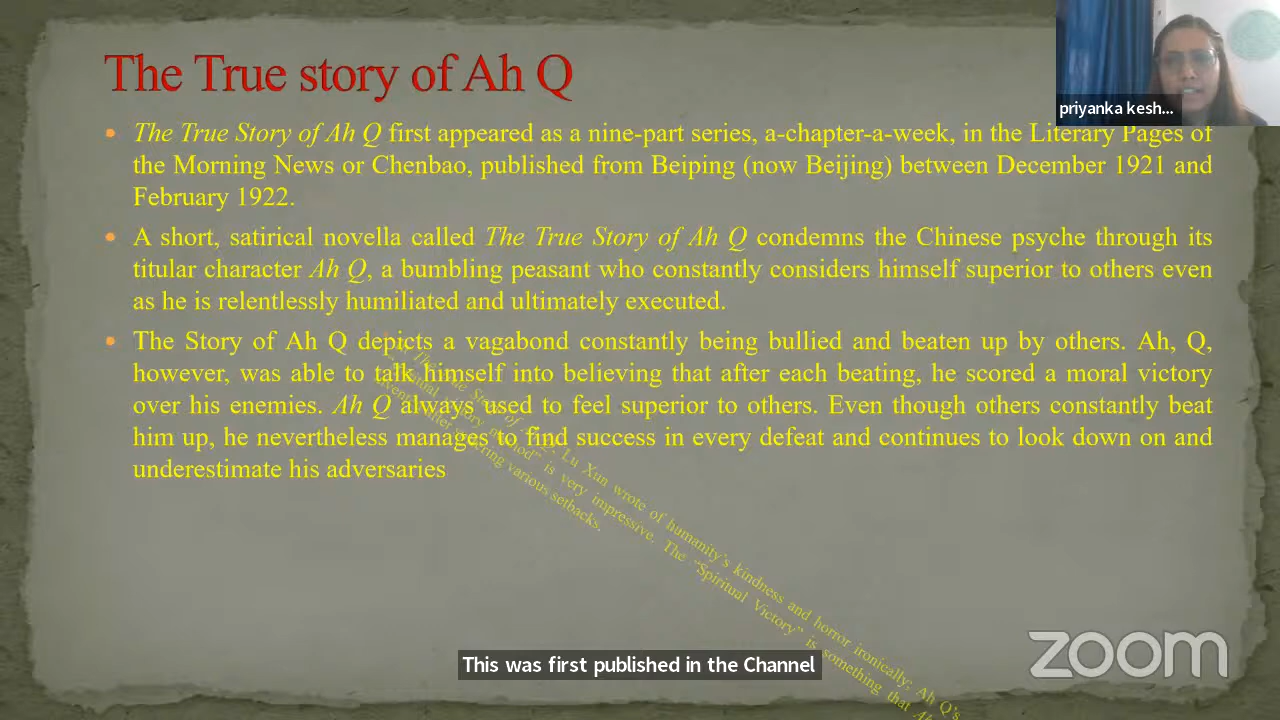 The True story of Ah Q
priyanka kesh...
The True Story of Ah Q first appeared as a nine-part series, a-chapter-a-week, in the Literary Pages of
the Morning News or Chenbao, published from Beiping (now Beijing) between December 1921 and
February 1922.
A short, satirical novella called The True Story of Ah Q condemns the Chinese psyche through its
titular character Ah Q, a bumbling peasant who constantly considers himself superior to others even
as he is relentlessly humiliated and ultimately executed.
The Story of Ah Q depicts a vagabond constantly being bullied and beaten up by others. Ah, Q,
however, was able to talk himself into believing that after each beating, he scored a moral victory
over his enemies. Ah Q always used to feel superior to others. Even though others constantly beat
him up, he nevertheless manages to find success in every defeat and continues to look down on and
underestimate his adversaries
The True Story of Lu Xun wrote of humanity's kindness and horror ironically; Ah Q's
victory method" is very impressive. The "Spiritual Victory" is something that
after suffering various setbacks.
This was first published in the Channel
zoom